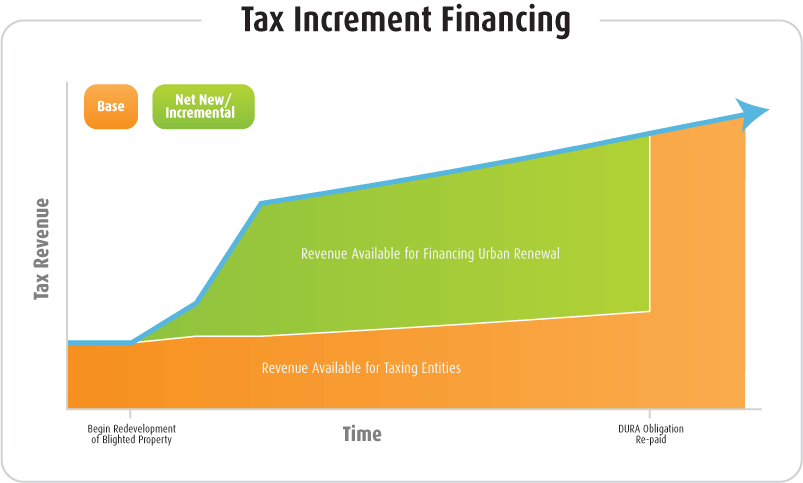 Tax Increment Financing
Base
Net New/
Incremental
Tax Revenue
Revenue Available for Financing Urban Renewal
Revenue Available for Taxing Entities
Begin Redevelopment
of Blighted Property
Time
DURA Obligation
Re-paid